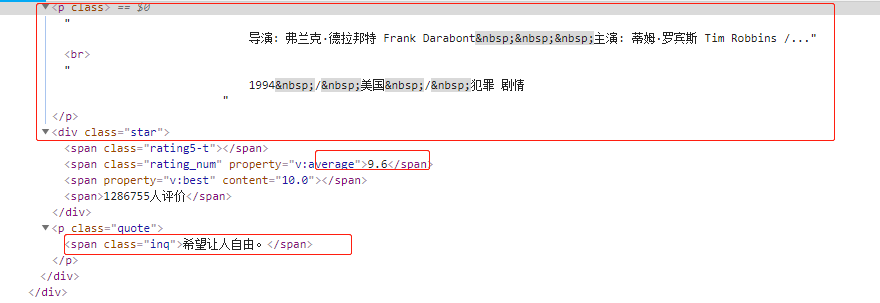 ▼<p class> == $0
"
导演: 弗兰克·德拉邦特 Frank Darabont&nbsp;&nbsp;&nbsp;主演: 蒂姆·罗宾斯 Tim Robbins /..."
<br>
"
1994&nbsp;/&nbsp;美国&nbsp;/&nbsp;犯罪 剧情
"
</p>
▼<div class="star">
<span class="rating5-t"></span>
<span class="rating_num" property="v:average">9.6</span>
<span property="v:best" content="10.0"></span>
<span>1286755人评价</span>
</div>
▼<p class="quote">
<span class="inq">希望让人自由。</span>
</p>
</div>
</div>